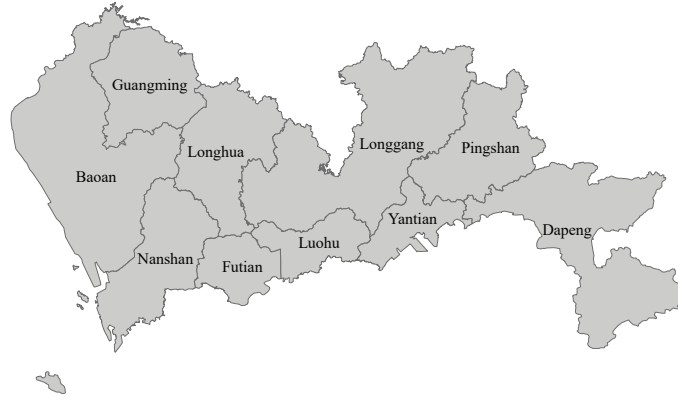 Guangming
Longhua
Longgang
Pingshan
Baoan
Yantian
Dapeng
Luohu
Nanshan
Futian